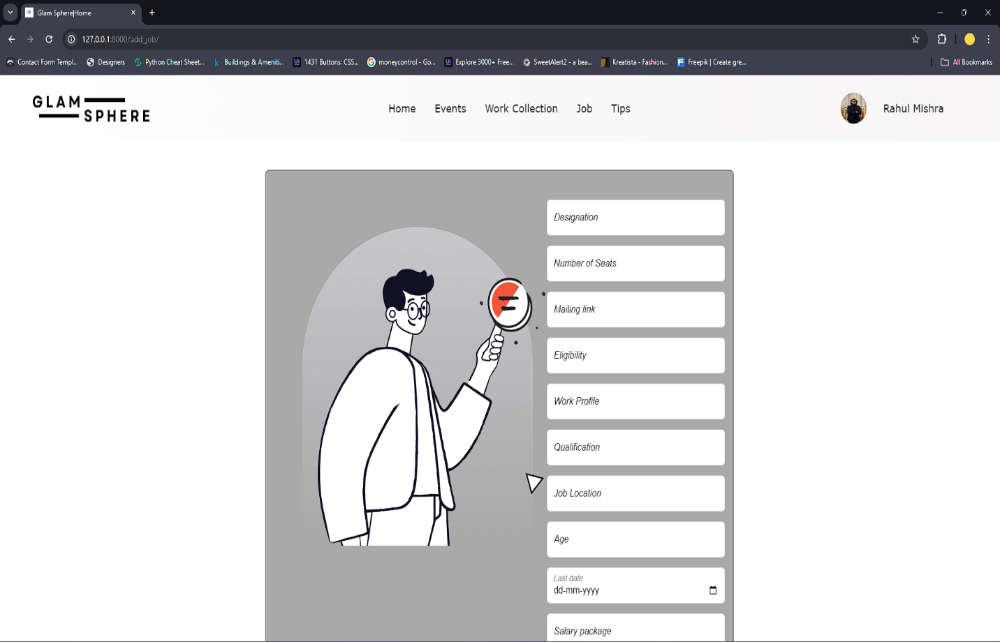 Glam Sphere|Home
127.0.0.1:8000/add_job/
Contact Form Templ...
Designers
Python Cheat Sheet...
Buildings & Ameniti...
1431 Buttons: CSS...
moneycontrol - Go...
Explore 3000+ Free...
SweetAlert2 - a bea...
Kreatista - Fashion...
Freepik | Create gre...
All Bookmarks
GLAM
SPHERE
Home
Events
Work Collection
Job
Tips
Rahul Mishra
Designation
Number of Seats
Mailing link
Eligibility
Work Profile
Qualification
Job Location
Age
Last date
dd-mm-yyyy
Salary package